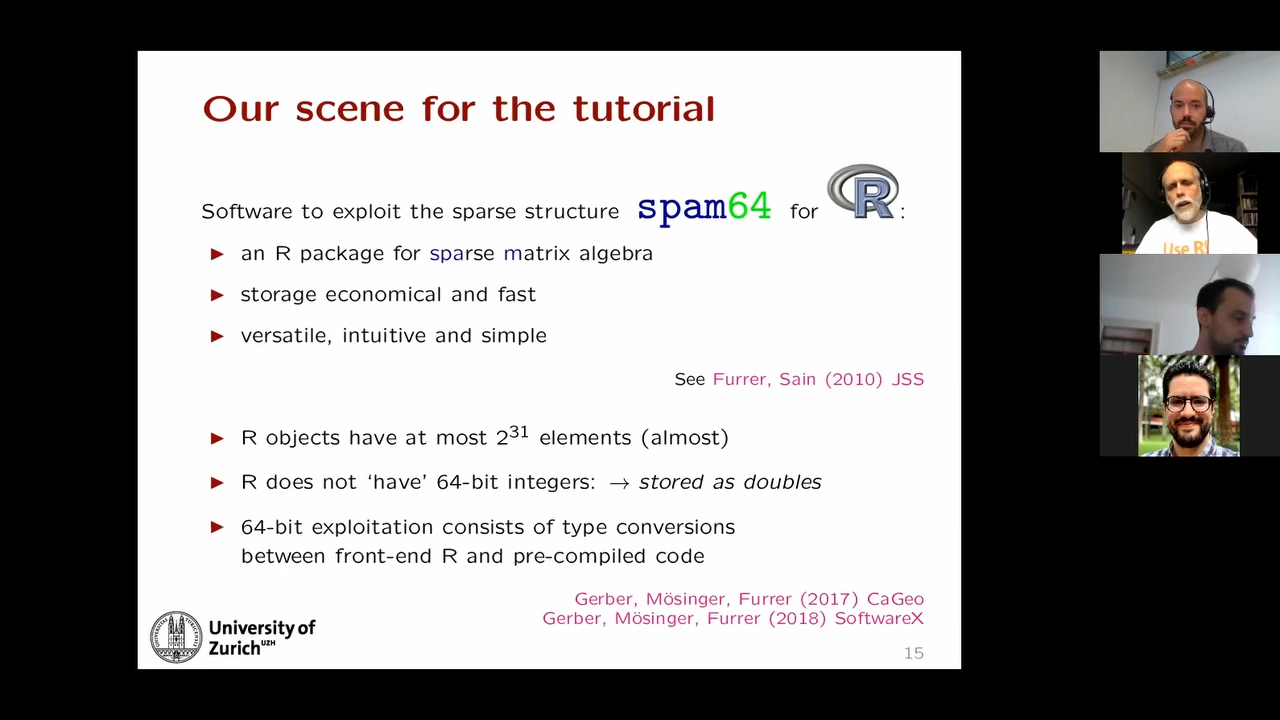 Our scene for the tutorial
Software to exploit the sparse structure spam64 for R :
► an R package for sparse matrix algebra
► storage economical and fast
► versatile, intuitive and simple
See Furrer, Sain (2010) JSS
► R objects have at most 2³¹ elements (almost)
► R does not ‘have’ 64-bit integers: → stored as doubles
► 64-bit exploitation consists of type conversions
between front-end R and pre-compiled code
Gerber, Mösinger, Furrer (2017) CaGeo
Gerber, Mösinger, Furrer (2018) SoftwareX
University of
Zurich UZH
15
Use R!